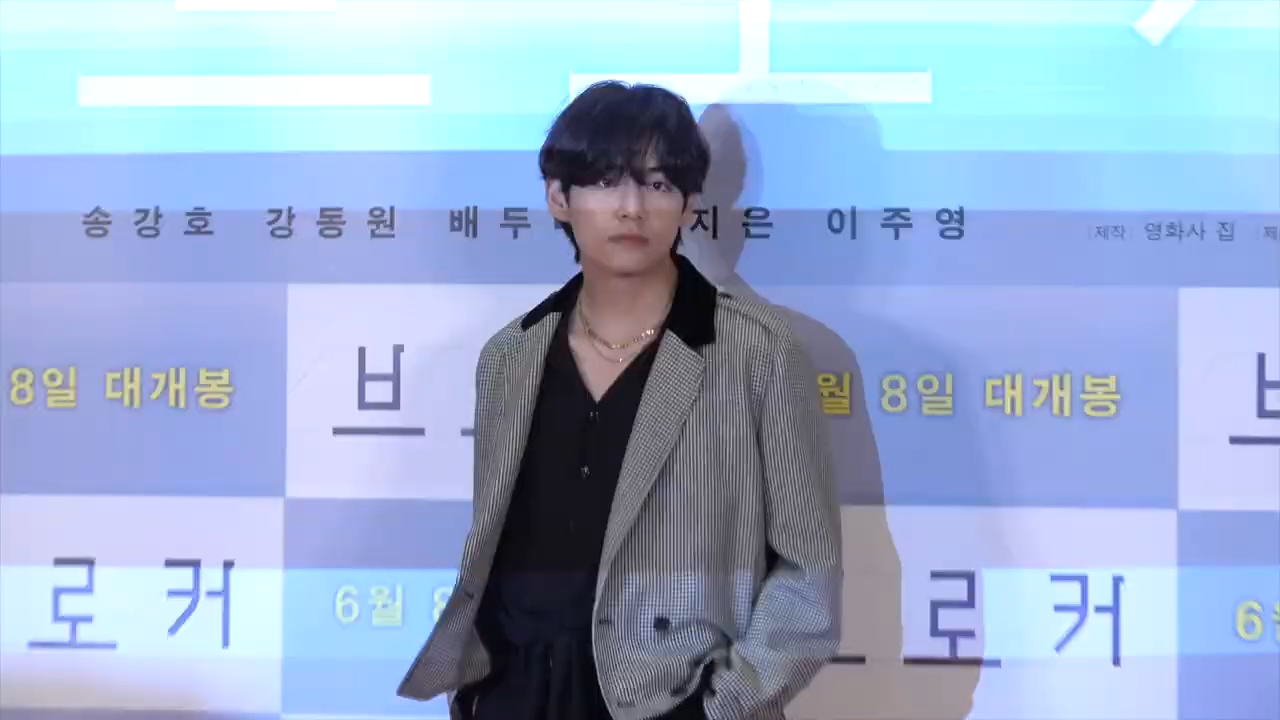 송강호 강동원 배두 지은 이주영
제작 영화사 집
8일 대개봉
브
월 8일 대개봉
로커
6월 8
로커
6